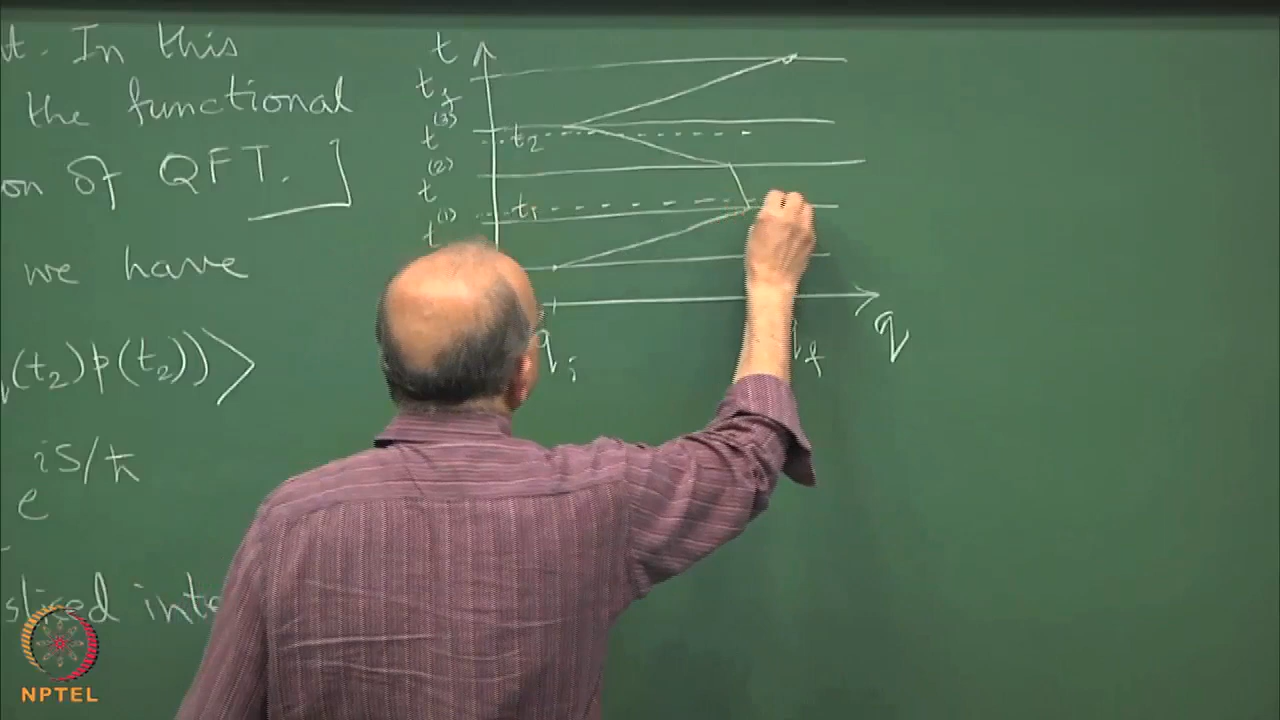 t. In this
the functional
on of QFT. ]
we have
(t₂) p(t₂)) >
e^{iS/ħ}
sliced inte
t
t_f
t^{(3)}
t₂
t^{(2)}
t₁
t^{(1)}
q_i
q_f
q
NPTEL